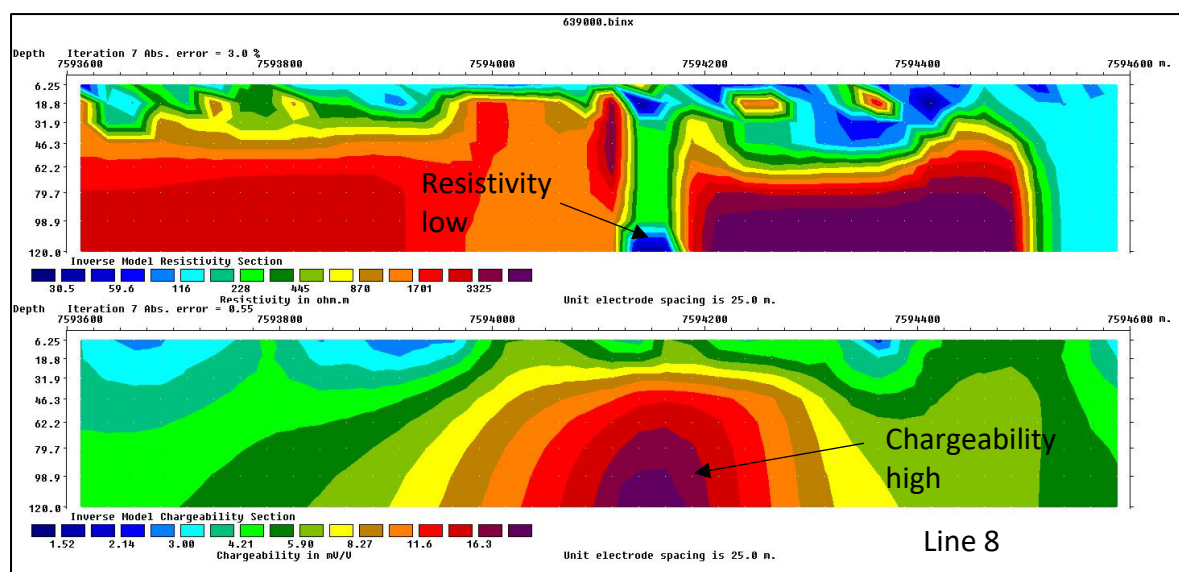 639000.binx
Depth Iteration 7 Abs. error = 3.0 %
7593600 7593800 7594000 7594200 7594400 7594600 m.
6.25
18.8
31.9
46.3
62.2
79.7
98.9
120.0
Resistivity
low
Inverse Model Resistivity Section
30.5 59.6 116 228 445 870 1701 3325
Resistivity in ohm.m Unit electrode spacing is 25.0 m.
Depth Iteration 7 Abs. error = 0.55
7593600 7593800 7594000 7594200 7594400 7594600 m.
6.25
18.8
31.9
46.3
62.2
79.7
98.9
120.0
Chargeability
high
Inverse Model Chargeability Section
1.52 2.14 3.00 4.21 5.90 8.27 11.6 16.3
Chargeability in mV/V Unit electrode spacing is 25.0 m.
Line 8